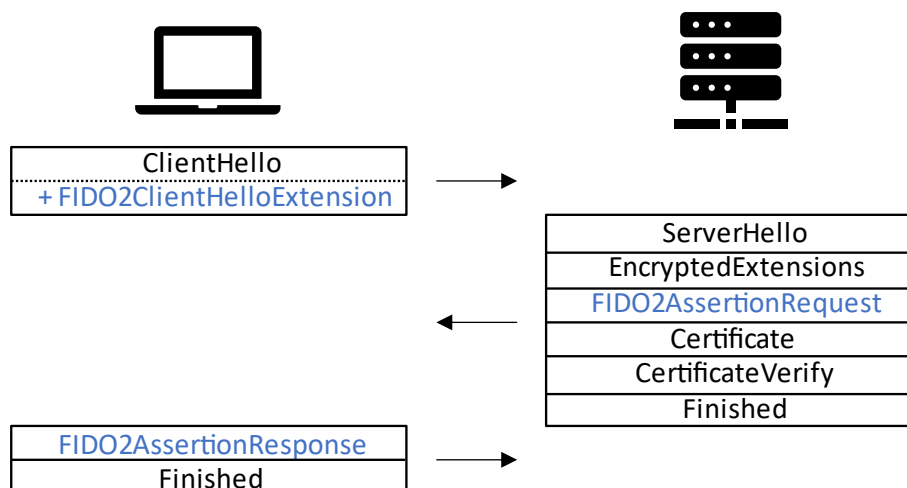 ClientHello
+ FIDO2ClientHelloExtension
ServerHello
EncryptedExtensions
FIDO2AssertionRequest
Certificate
CertificateVerify
Finished
FIDO2AssertionResponse
Finished